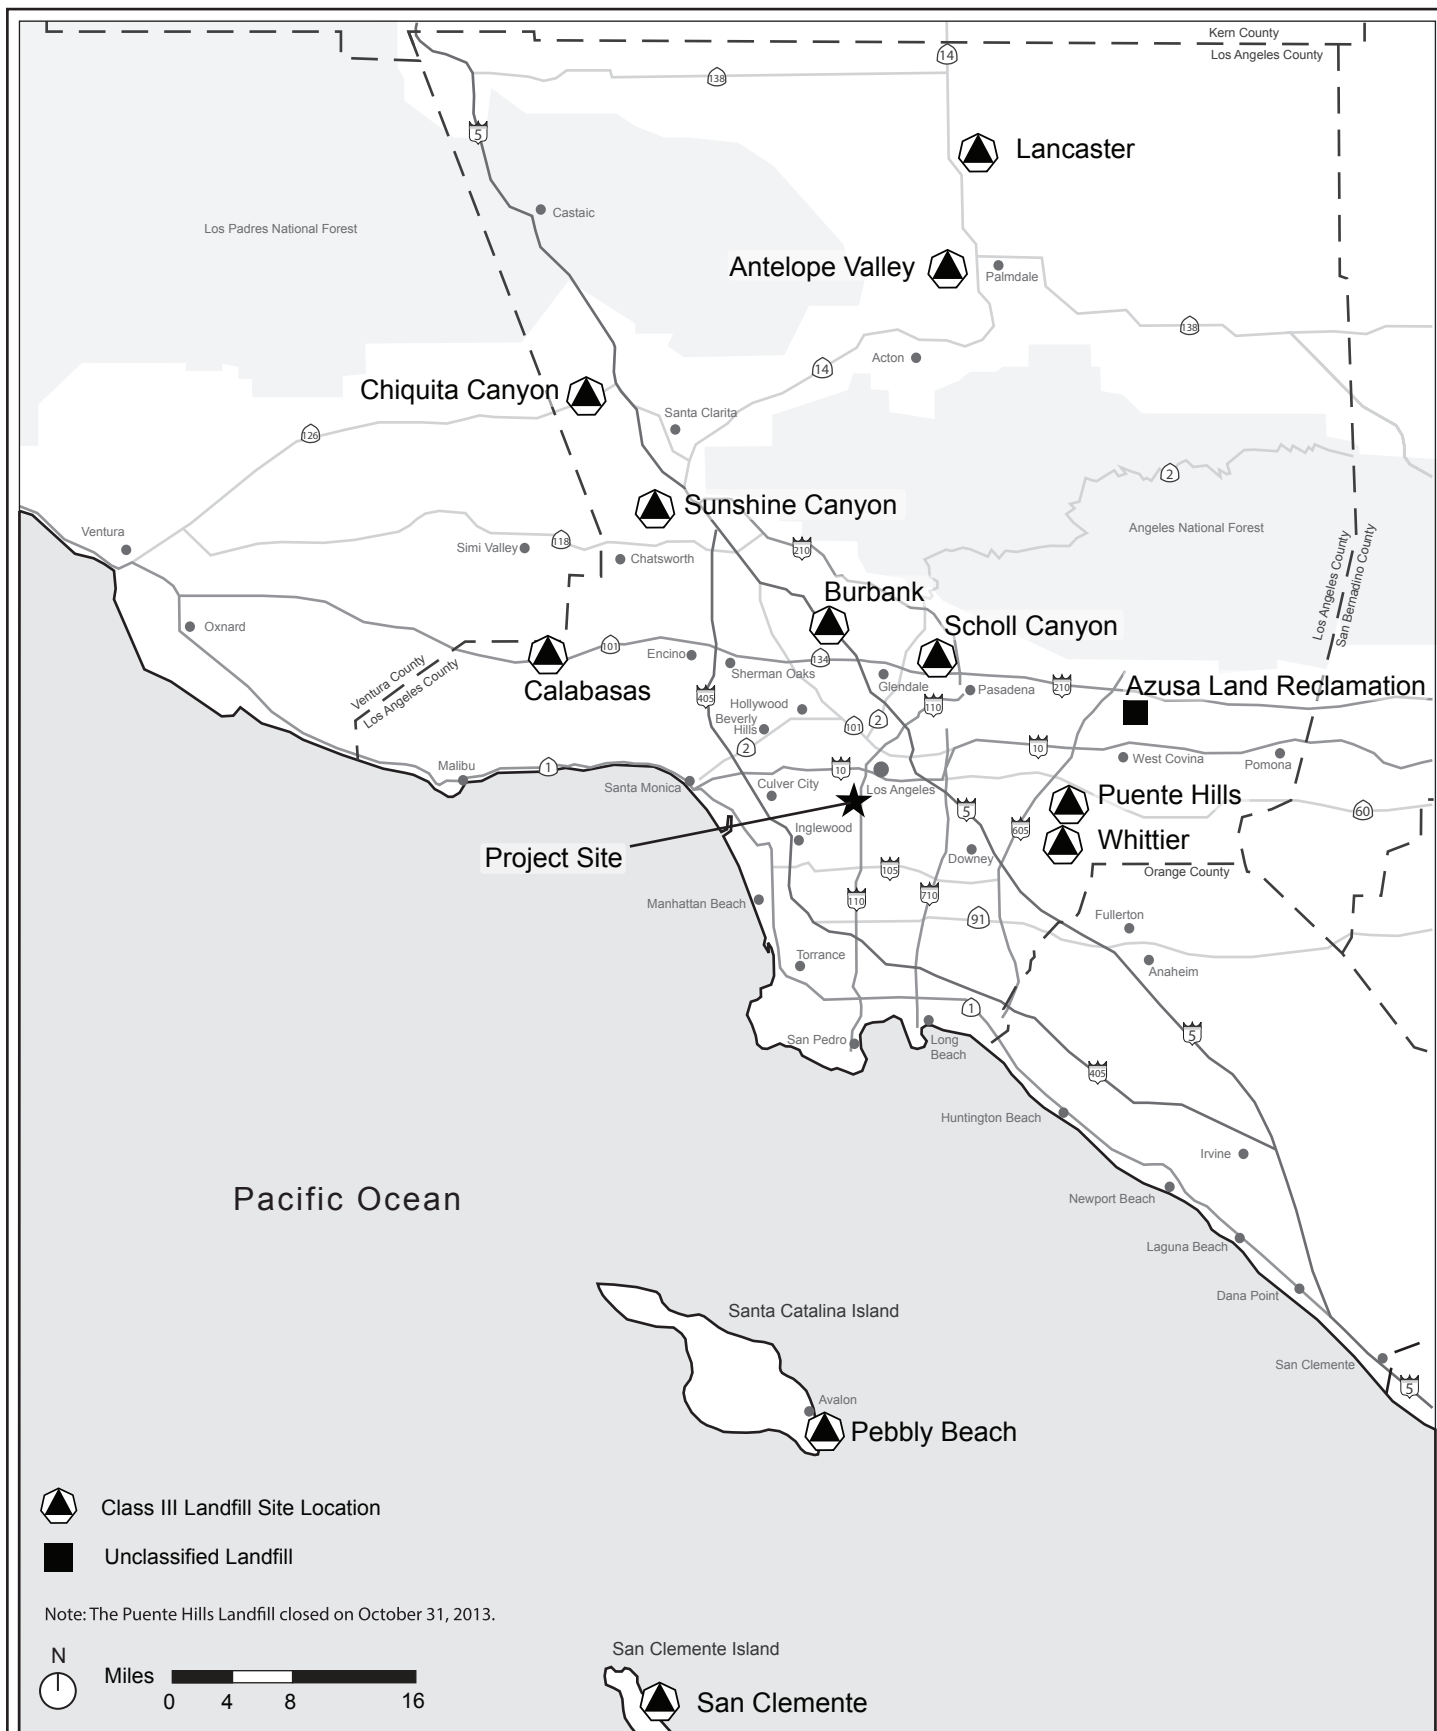 Kern County
Los Angeles County
14
138
5
Lancaster
Castaic
Los Padres National Forest
Antelope Valley
Palmdale
138
Acton
14
Chiquita Canyon
Santa Clarita
126
2
Sunshine Canyon
Angeles National Forest
Ventura
Simi Valley
118
Chatsworth
210
Los Angeles County
San Bernadino County
Burbank
Scholl Canyon
Oxnard
101
Encino
134
Sherman Oaks
Ventura County
Los Angeles County
Calabasas
405
Glendale
Pasadena
210
Azusa Land Reclamation
110
Hollywood
Beverly
Hills
101
2
2
10
West Covina
Pomona
Malibu
1
Santa Monica
10
Culver City
Los Angeles
Puente Hills
60
5
605
Inglewood
Whittier
Project Site
Downey
105
Orange County
110
710
Manhattan Beach
91
Fullerton
Torrance
Anaheim
1
San Pedro
Long
Beach
5
405
Huntington Beach
Irvine
Pacific Ocean
Newport Beach
Laguna Beach
Dana Point
Santa Catalina Island
San Clemente
5
Avalon
Pebbly Beach
Class III Landfill Site Location
Unclassified Landfill
Note: The Puente Hills Landfill closed on October 31, 2013.
San Clemente Island
N
Miles
0 4 8 16
San Clemente